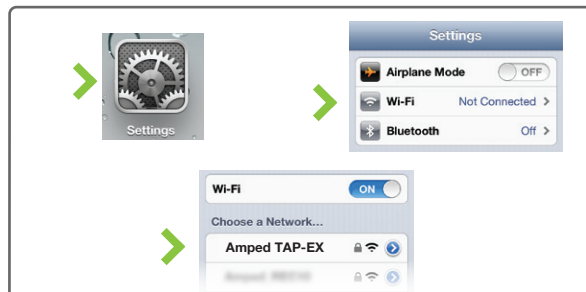 Settings
Settings
Airplane Mode OFF
Wi-Fi Not Connected
Bluetooth Off
Wi-Fi ON
Choose a Network...
Amped TAP-EX